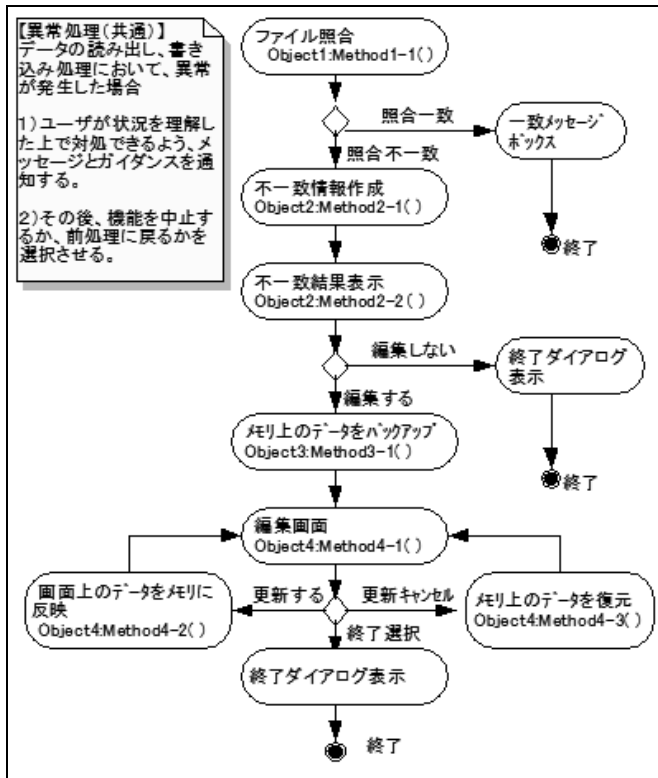 【異常処理(共通)】
データの読み出し、書き
込み処理において、異常
が発生した場合
1)ユーザが状況を理解し
た上で対処できるよう、メ
ッセージとガイダンスを通
知する。
2)その後、機能を中止す
るか、前処理に戻るかを
選択させる。
ファイル照合
Object1:Method1-1( )
照合一致
一致メッセージ
ボックス
終了
照合不一致
不一致情報作成
Object2:Method2-1( )
不一致結果表示
Object2:Method2-2( )
編集しない
終了ダイアログ
表示
終了
編集する
メモリ上のデータをバックアップ
Object3:Method3-1( )
編集画面
Object4:Method4-1( )
更新する
更新キャンセル
画面上のデータをメモリに
反映
Object4:Method4-2( )
メモリ上のデータを復元
Object4:Method4-3()
終了選択
終了ダイアログ表示
終了